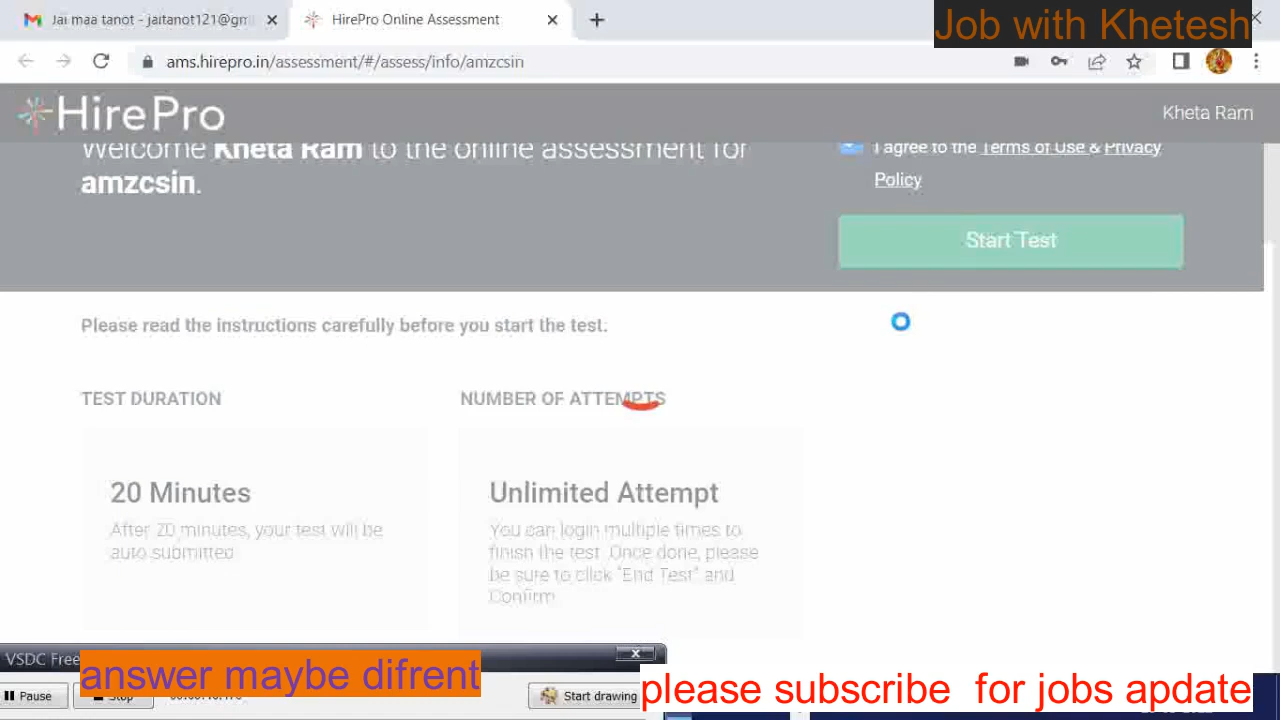 Jai maa tanot - jaitanot121@gm
HirePro Online Assessment
Job with Khetesh
ams.hirepro.in/assessment/#/assess/info/amzcsin
HirePro
Kheta Ram
Welcome Kheta Ram to the online assessment for
amzcsin.
I agree to the Terms of Use & Privacy
Policy
Start Test
Please read the instructions carefully before you start the test.
TEST DURATION
NUMBER OF ATTEMPTS
20 Minutes
After 20 minutes, your test will be
auto submitted
Unlimited Attempt
You can login multiple times to
finish the test. Once done, please
be sure to click "End Test" and
Confirm
VSDC Free
answer maybe difrent
Pause
Stop
Start drawing
please subscribe for jobs apdate